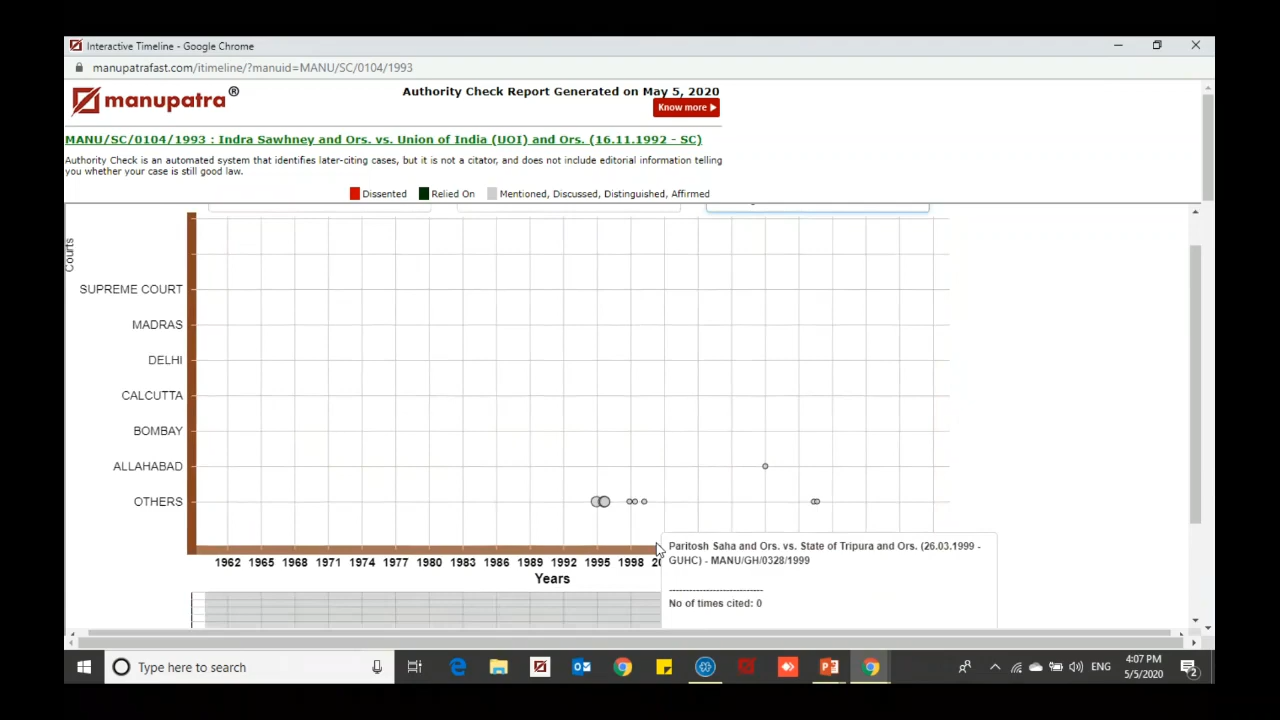 Interactive Timeline - Google Chrome
manupatrafast.com/itimeline/?manuid=MANU/SC/0104/1993
manupatra®
Authority Check Report Generated on May 5, 2020
Know more
MANU/SC/0104/1993 : Indra Sawhney and Ors. vs. Union of India (UOI) and Ors. (16.11.1992 - SC)
Authority Check is an automated system that identifies later-citing cases, but it is not a citator, and does not include editorial information telling
you whether your case is still good law.
Dissented Relied On Mentioned, Discussed, Distinguished, Affirmed
Courts
SUPREME COURT
MADRAS
DELHI
CALCUTTA
BOMBAY
ALLAHABAD
OTHERS
1962 1965 1968 1971 1974 1977 1980 1983 1986 1989 1992 1995 1998
Years
Paritosh Saha and Ors. vs. State of Tripura and Ors. (26.03.1999 -
GUHC) - MANU/GH/0328/1999
----------------------------
No of times cited: 0
Type here to search
ENG
4:07 PM
5/5/2020
2